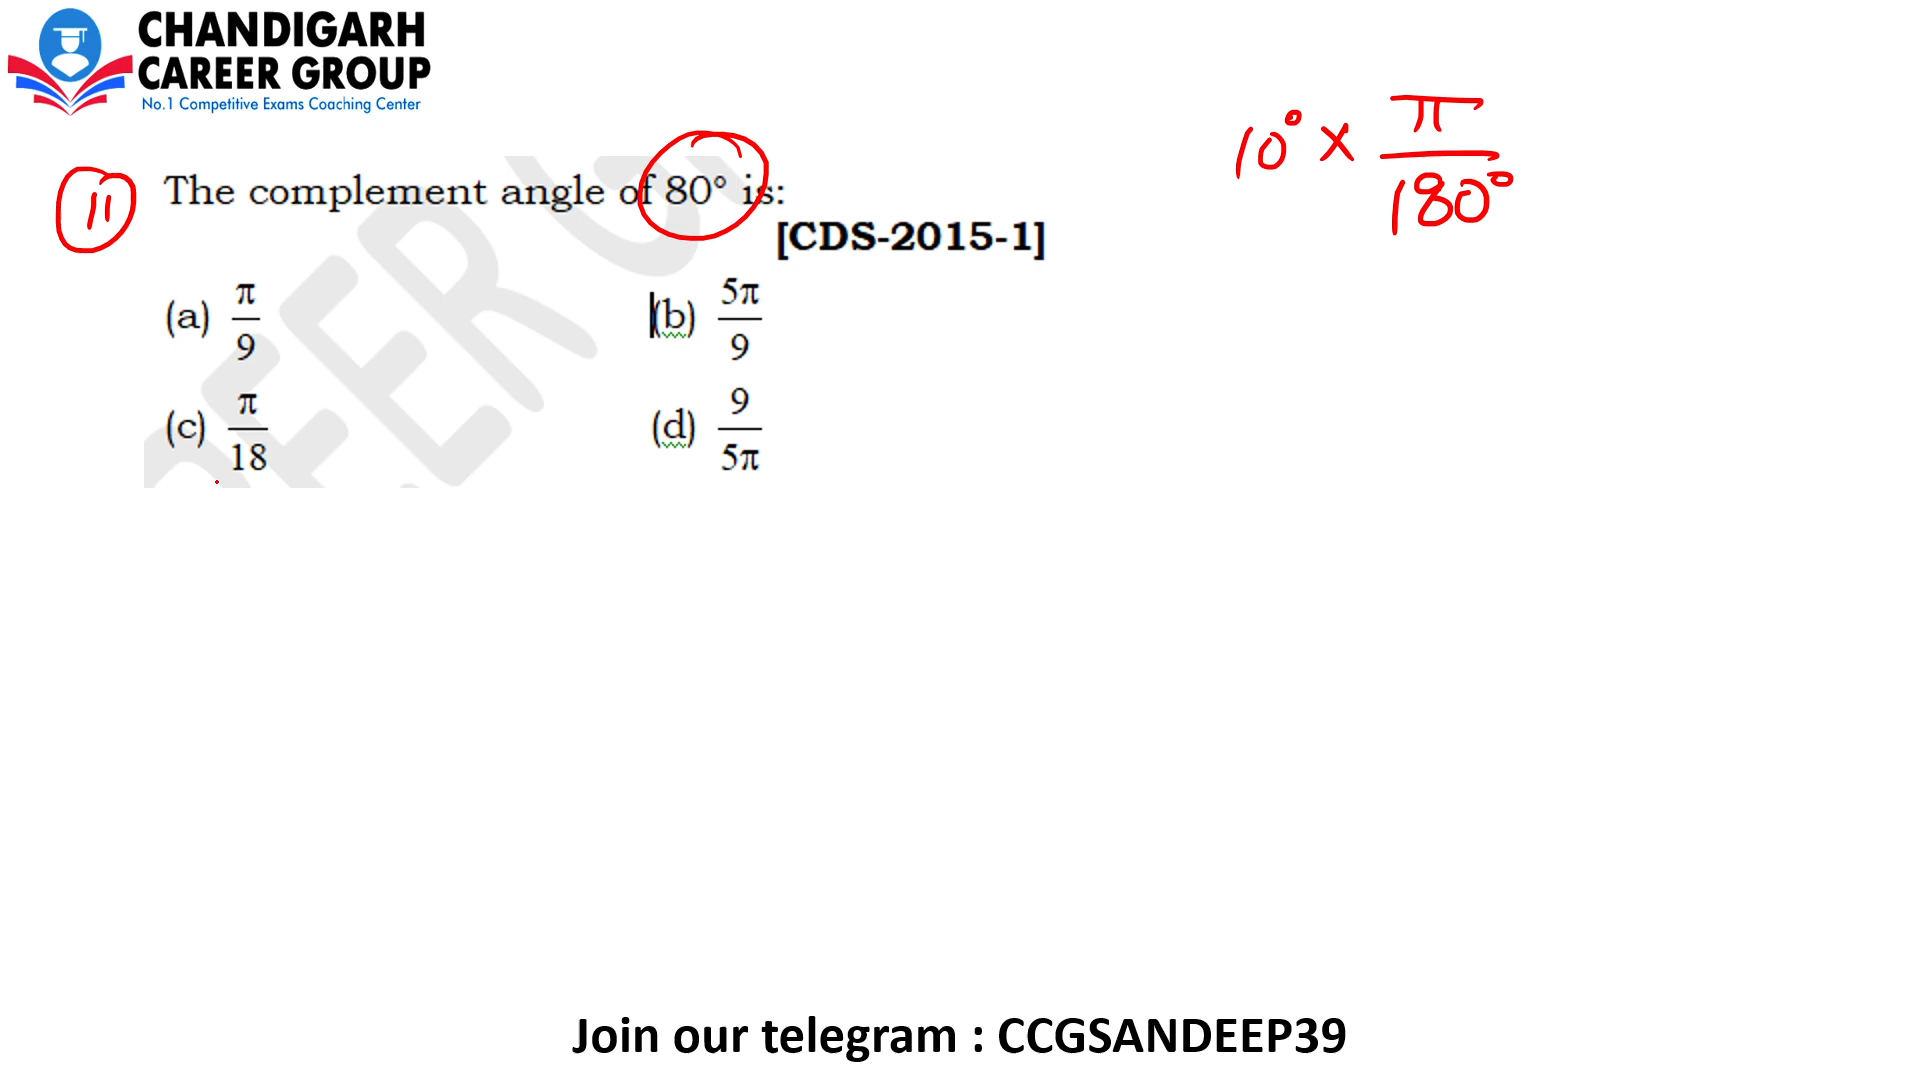 CHANDIGARH
CAREER GROUP
No.1 Competitive Exams Coaching Center
10° × π/180°
11 The complement angle of 80° is:
[CDS-2015-1]
(a) π/9 (b) 5π/9
(c) π/18 (d) 9/5π
Join our telegram : CCGSANDEEP39